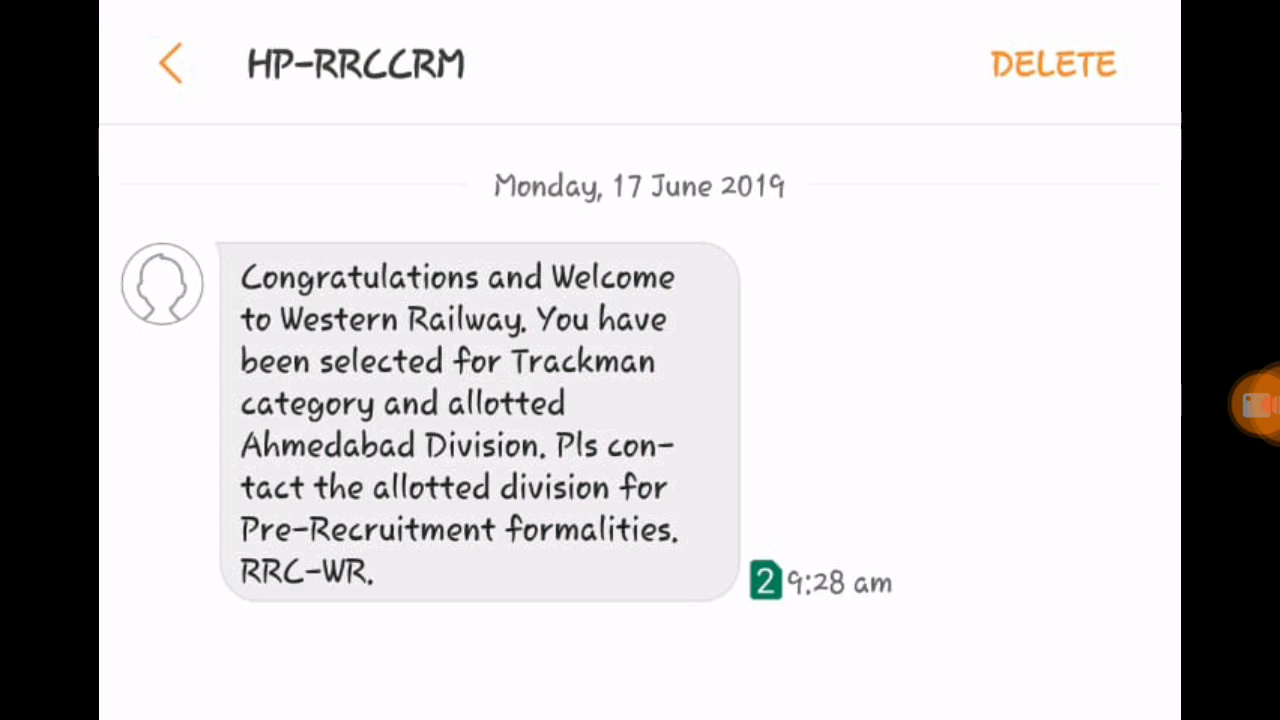 HP-RRCCRM
DELETE
Monday, 17 June 2019
Congratulations and Welcome
to Western Railway. You have
been selected for Trackman
category and allotted
Ahmedabad Division. Pls con-
tact the allotted division for
Pre-Recruitment formalities.
RRC-WR.
2 9:28 am